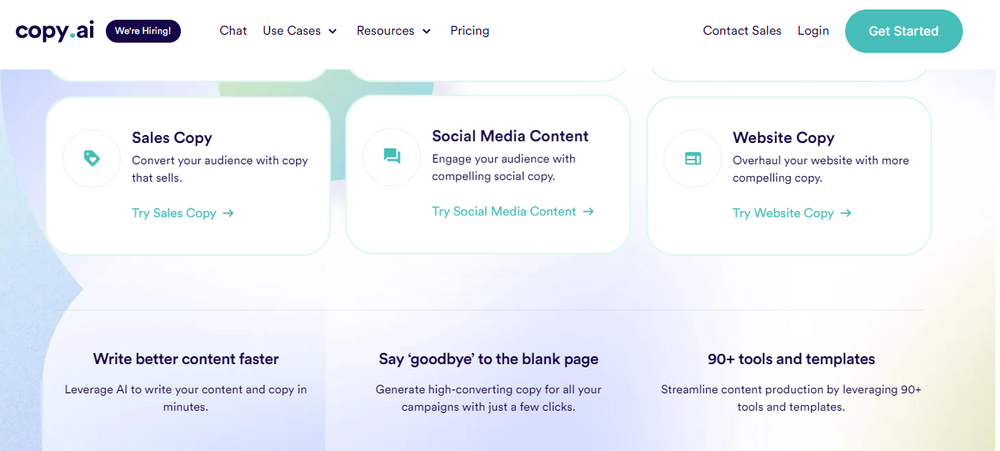 copy.ai We're Hiring! Chat Use Cases Resources Pricing Contact Sales Login Get Started
Sales Copy
Convert your audience with copy
that sells.
Try Sales Copy →
Social Media Content
Engage your audience with
compelling social copy.
Try Social Media Content →
Website Copy
Overhaul your website with more
compelling copy.
Try Website Copy →
Write better content faster
Leverage AI to write your content and copy in
minutes.
Say ‘goodbye’ to the blank page
Generate high-converting copy for all your
campaigns with just a few clicks.
90+ tools and templates
Streamline content production by leveraging 90+
tools and templates.